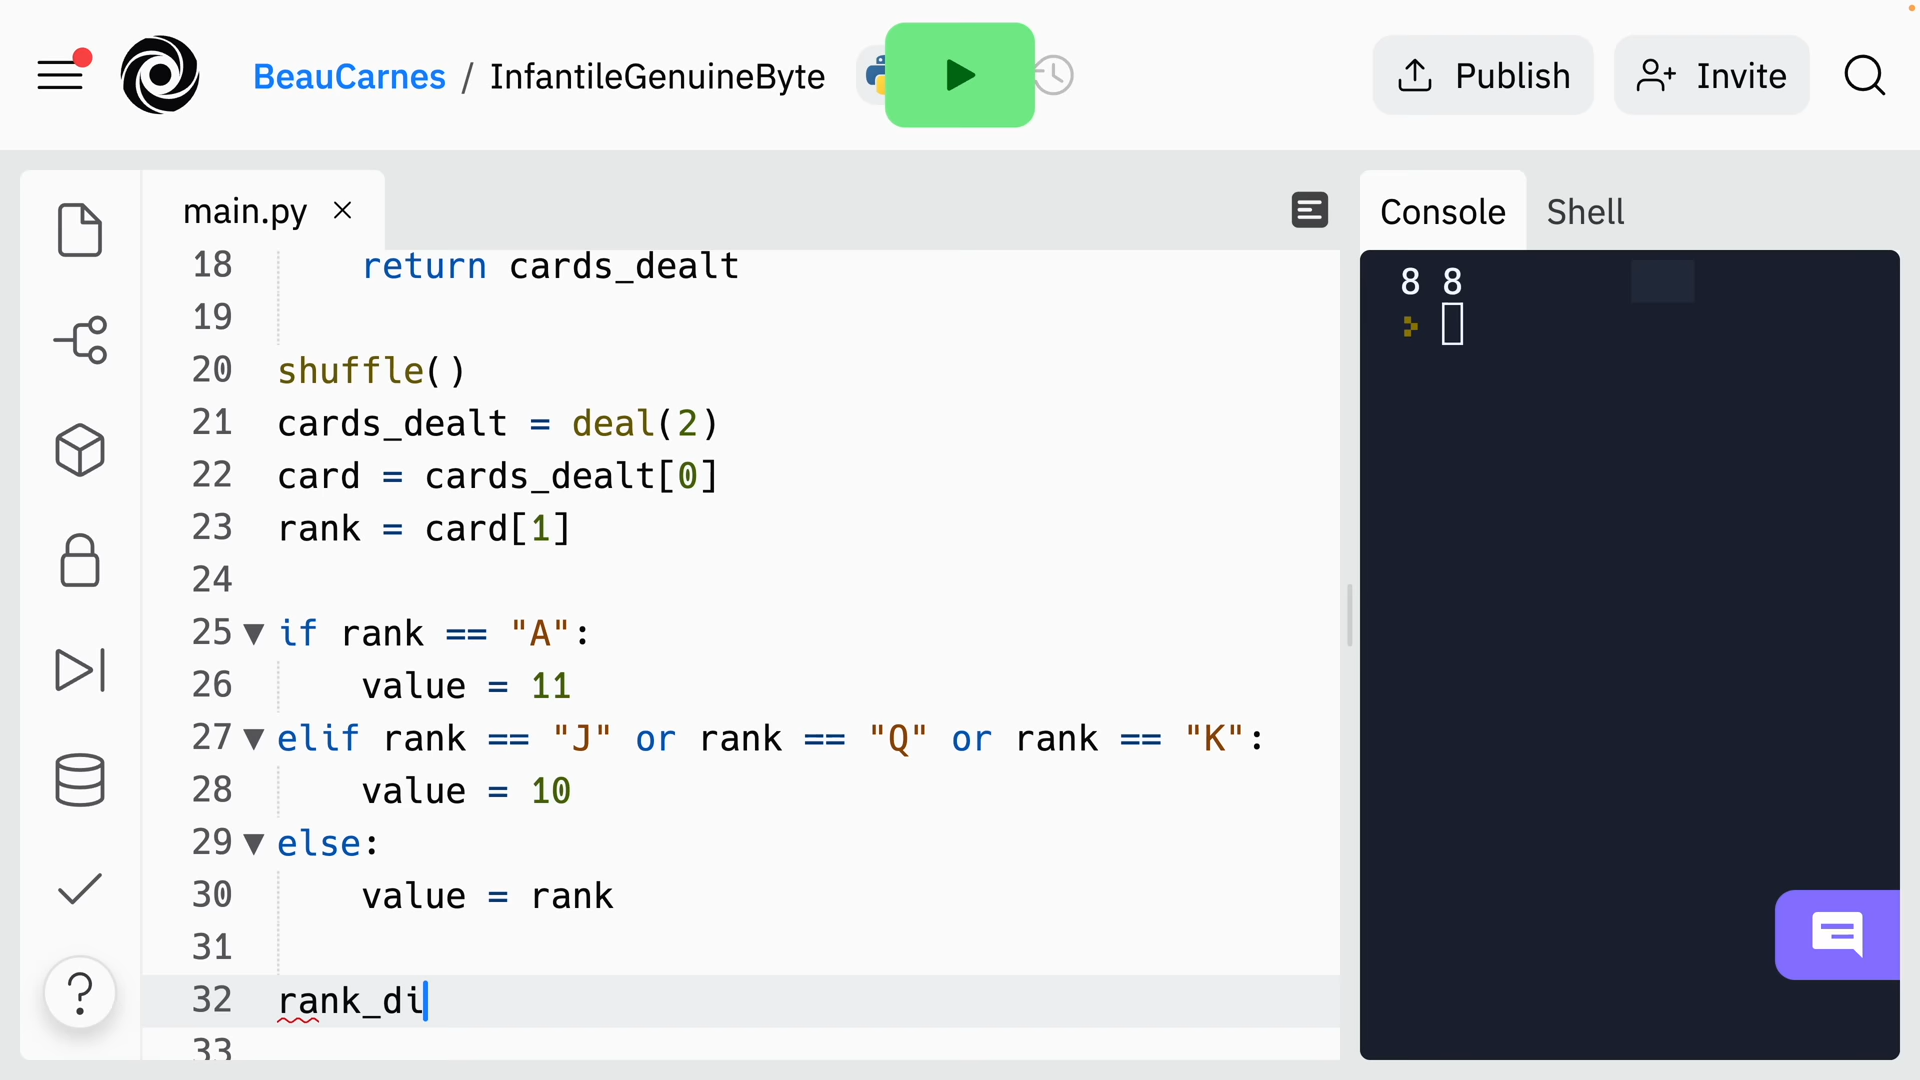 BeauCarnes / InfantileGenuineByte
Publish
Invite
main.py
Console
Shell
18 return cards_dealt
19
20 shuffle()
21 cards_dealt = deal(2)
22 card = cards_dealt[0]
23 rank = card[1]
24
25 if rank == "A":
26 value = 11
27 elif rank == "J" or rank == "Q" or rank == "K":
28 value = 10
29 else:
30 value = rank
31
32 rank_di
33
8 8
?